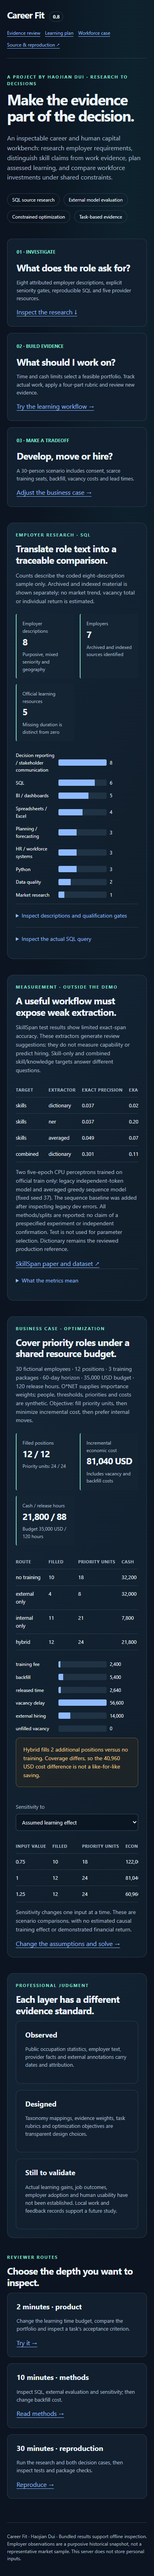 Career Fit 0.8
Evidence review Learning plan Workforce case
Source & reproduction ↗
A PROJECT BY HAOJIAN DUI · RESEARCH TO
DECISIONS
Make the evidence
part of the decision.
An inspectable career and human capital
workbench: research employer requirements,
distinguish skill claims from work evidence, plan
assessed learning, and compare workforce
investments under shared constraints.
SQL source research External model evaluation
Constrained optimization Task-based evidence
01 · INVESTIGATE
What does the role ask for?
Eight attributed employer descriptions, explicit
seniority gates, reproducible SQL and five provider
resources.
Inspect the research ↓
02 · BUILD EVIDENCE
What should I work on?
Time and cash limits select a feasible portfolio. Track
actual work, apply a four-part rubric and review new
evidence.
Try the learning workflow →
03 · MAKE A TRADEOFF
Develop, move or hire?
A 30-person scenario includes consent, scarce
training seats, backfill, vacancy costs and lead times.
Adjust the business case →
EMPLOYER RESEARCH · SQL
Translate role text into a
traceable comparison.
Counts describe the coded eight-description
sample only. Archived and indexed sources are
separate; no market trend, vacancy total or
individual return is estimated.
Employer
descriptions
8
Purposive, mixed
seniority and
geography
Employers
7
Archived and indexed
sources identified
Official learning
resources
5
Missing duration is
distinct from zero
Decision reporting
/ stakeholder
communication
8
SQL 6
BI / dashboards 5
Spreadsheets /
Excel
4
Planning /
forecasting
3
HR / workforce
systems
3
Python 3
Data quality 2
Market research 1
▸ Inspect descriptions and qualification gates
▸ Inspect the actual SQL query
MEASUREMENT · OUTSIDE THE DEMO
A useful workflow must
expose weak extraction.
SkillSpan test results show limited exact-span
accuracy. These extractors generate review
suggestions; they do not measure capability or
predict hiring. Skill-only and combined
skill/knowledge targets answer different
questions.
TARGET EXTRACTOR EXACT PRECISION EXA
skills dictionary 0.037 0.02
skills ner 0.037 0.20
skills averaged 0.049 0.07
combined dictionary 0.301 0.11
Two five-epoch CPU perceptrons trained on
official train only: legacy independent-token
model and averaged sequence model (fixed
seed 37). The sequence baseline was added
after inspecting legacy dev errors. All
methods/splits are reported; no claim of a
preregistered comparison. Test is not used for
parameter selection. Dictionary remains the
reviewed production reference.
SkillSpan paper and dataset ↗
▸ What the metrics mean
BUSINESS CASE · OPTIMIZATION
Cover priority roles under a
shared resource budget.
30 fictional employees · 12 positions · 3 training
packages · 60-day horizon · 35,000 USD budget ·
120 release hours. O*NET supplies importance
weights; people, thresholds, priorities and costs
are synthetic. Objective: fill priority units, then
minimize incremental cost, then prefer internal
moves.
Filled positions
12 / 12
Priority units: 24 / 24
Incremental
economic cost
81,040 USD
Includes vacancy and
backfill costs
Cash / release hours
21,800 / 88
Budget 35,000 USD /
120 hours
ROUTE FILLED PRIORITY UNITS CASH
no training 10 18 32,200
external
only
4 8 32,000
internal
only
11 21 7,800
hybrid 12 24 21,800
training fee 2,400
backfill 5,400
released time 2,640
vacancy delay 56,600
external hiring 14,000
unfilled vacancy 0
Hybrid fills 2 additional positions versus no
training. Coverage differs, so the 40,960
USD cost difference is not a like-for-like
saving.
Sensitivity to
Assumed learning effect
INPUT VALUE FILLED PRIORITY UNITS ECON
0.75 10 18 122,0
1 12 24 81,04
1.25 12 24 60,96
Sensitivity changes one input at a time. These
are scenario comparisons, with no estimated causal
training effect or demonstrated financial return.
Change the assumptions and solve →
PROFESSIONAL JUDGMENT
Each layer has a different
evidence standard.
Observed
Public occupation statistics, employer text,
provider facts and external annotations carry
dates and attribution.
Designed
Taxonomy mappings, evidence weights, task
rubrics and optimization objectives are
transparent design choices.
Still to validate
Actual learning gains, job outcomes,
employer adoption and human usability have
not been established. Local work and
feedback records support a future study.
REVIEWER ROUTES
Choose the depth you want to
inspect.
2 minutes · product
Change the learning time budget, compare the
portfolio and inspect a task's acceptance criterion.
Try it →
10 minutes · methods
Inspect SQL, external evaluation and sensitivity; then
change backfill cost.
Read methods →
30 minutes · reproduction
Run the research and both decision cases, then
inspect tests and package checks.
Reproduce →
Career Fit · Haojian Dui · Bundled results support offline inspection.
Employer observations are a purposive historical snapshot, not a
representative market sample. This server does not store personal
inputs.